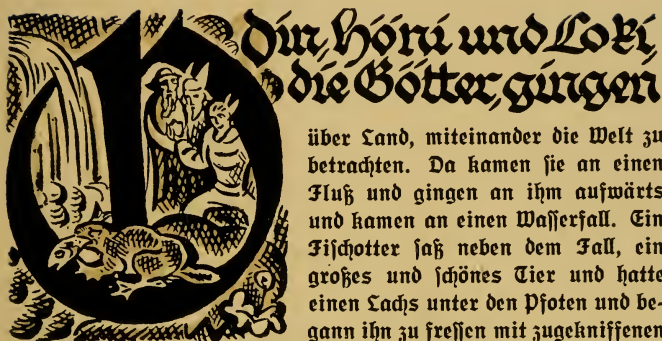 Odin, Höni und Loki,
die Götter, gingen
über Land, miteinander die Welt zu
betrachten. Da kamen sie an einen
Fluß und gingen an ihm aufwärts
und kamen an einen Wasserfall. Ein
Fischotter saß neben dem Fall, ein
großes und schönes Tier und hatte
einen Lachs unter den Pfoten und be-
gann ihn zu fressen mit zugekniffenen